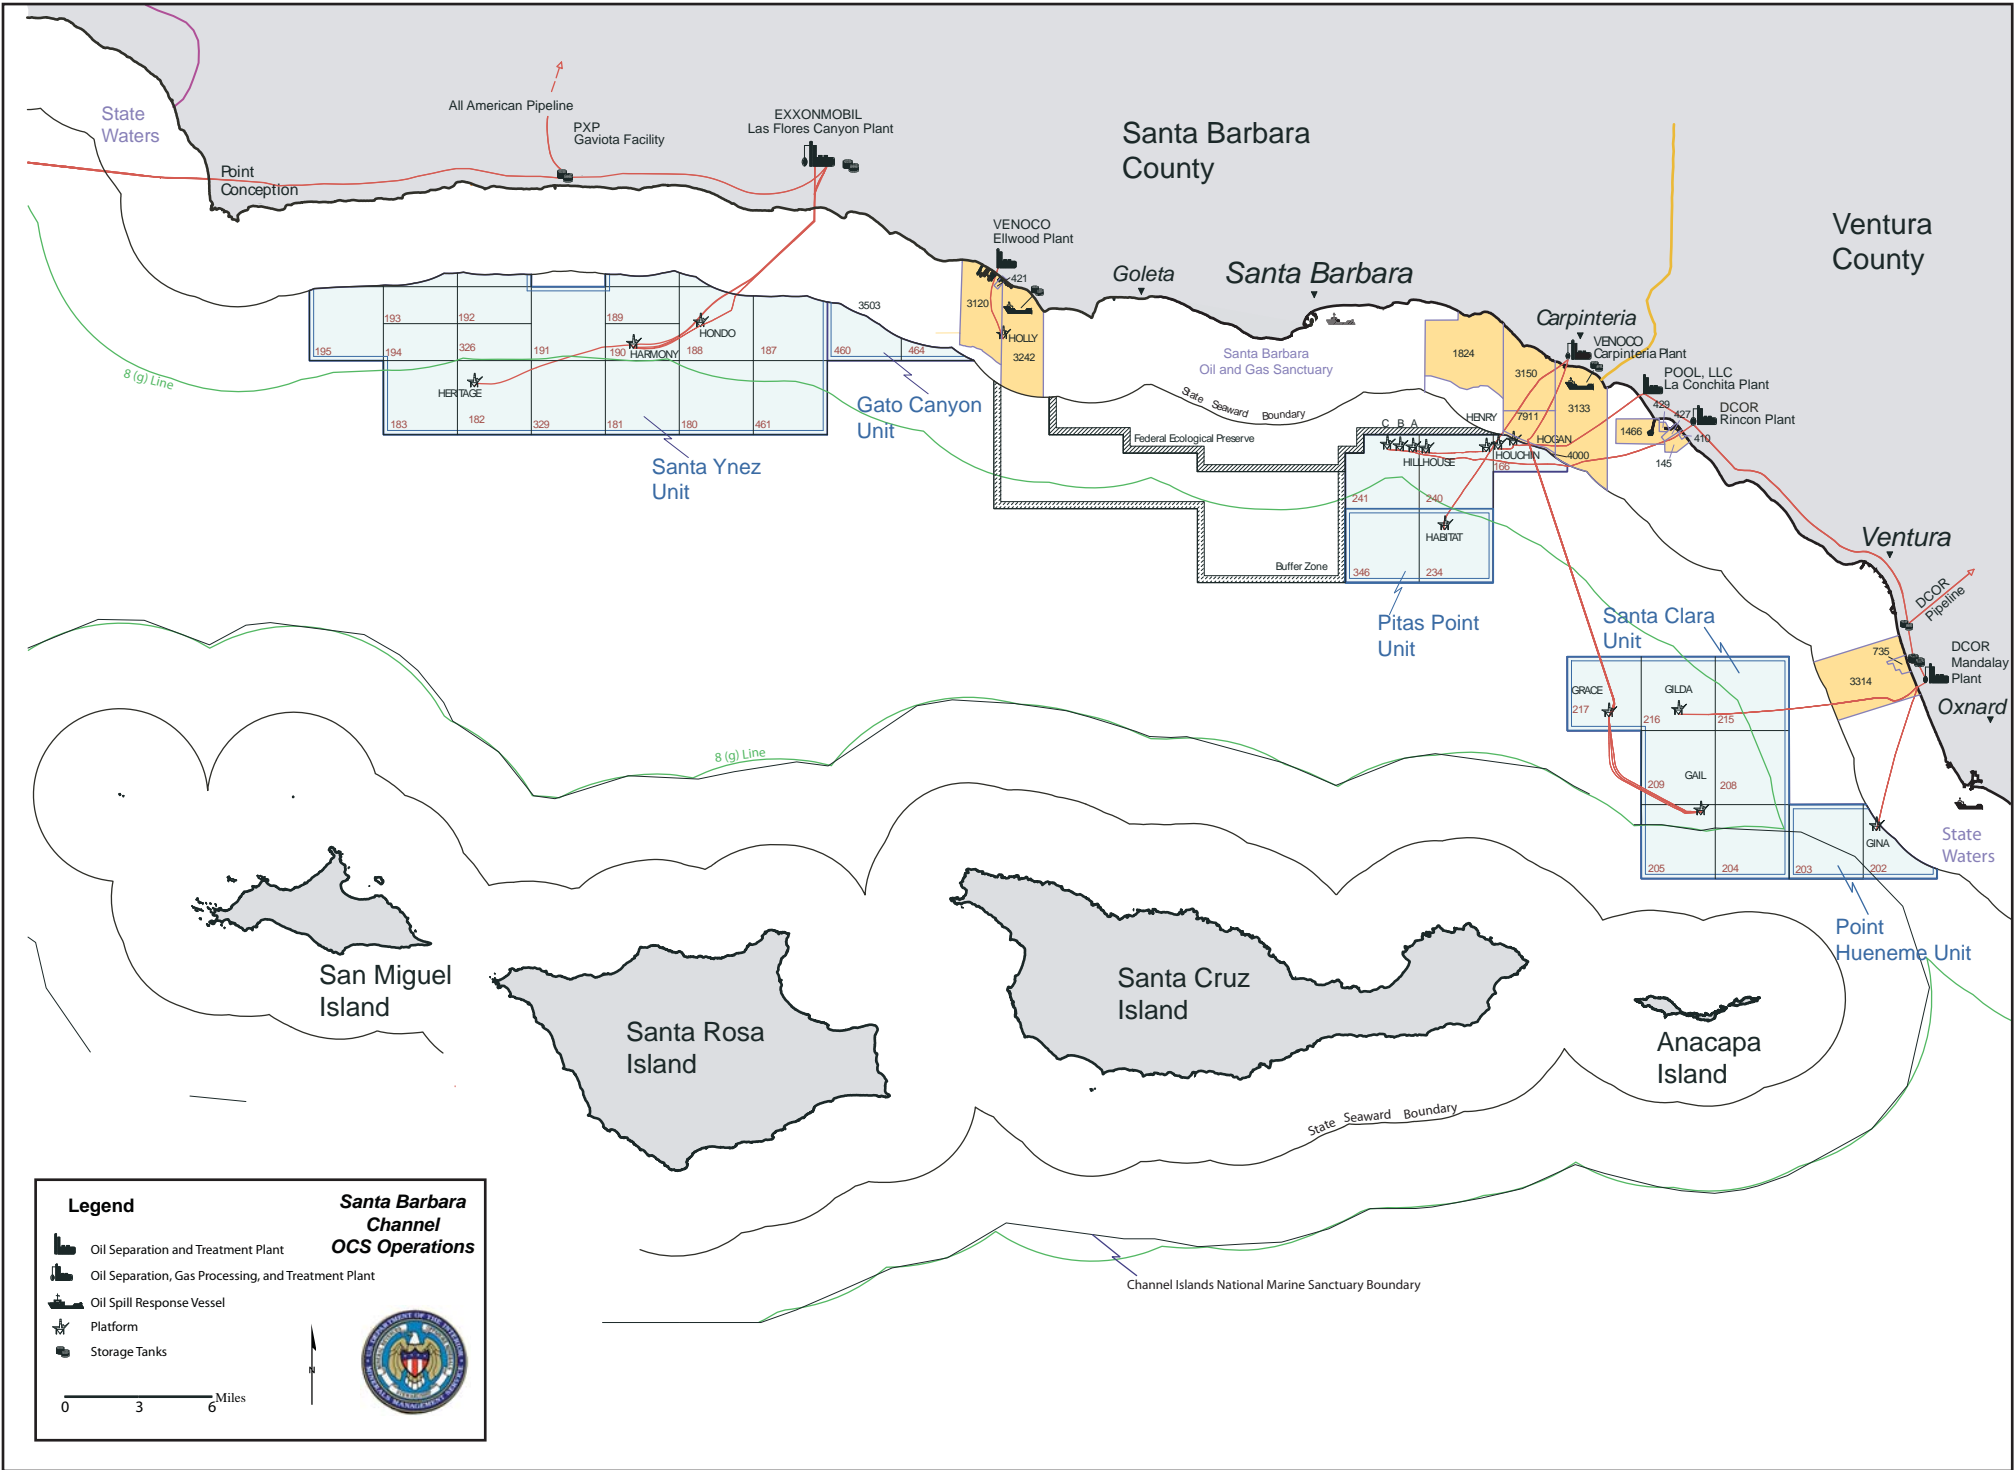 State
Waters
Point
Conception
All American Pipeline
PXP
Gaviota Facility
EXXONMOBIL
Las Flores Canyon Plant
Santa Barbara
County
Ventura
County
VENOCO
Ellwood Plant
421
3120
HOLLY
3242
Goleta
Santa Barbara
Carpinteria
VENOCO
Carpinteria Plant
POOL, LLC
La Conchita Plant
DCOR
Rincon Plant
429
427
410
1466
145
1824
3150
3133
7911
4000
Santa Barbara
Oil and Gas Sanctuary
State Seaward Boundary
Federal Ecological Preserve
Buffer Zone
8 (g) Line
195
193
192
194
326
191
189
190
188
187
183
182
329
181
180
461
HONDO
HARMONY
HERITAGE
3503
460
464
Gato Canyon
Unit
Santa Ynez
Unit
HENRY
HOGAN
HOUCHIN
C B A
HILLHOUSE
166
241
240
HABITAT
346
234
Pitas Point
Unit
Santa Clara
Unit
Ventura
DCOR
Pipeline
DCOR
Mandalay
Plant
735
3314
Oxnard
GRACE
217
GILDA
216
215
GAIL
209
208
205
204
203
202
GINA
State
Waters
Point
Hueneme Unit
8 (g) Line
San Miguel
Island
Santa Rosa
Island
Santa Cruz
Island
Anacapa
Island
State Seaward Boundary
Channel Islands National Marine Sanctuary Boundary
Legend
Santa Barbara
Channel
OCS Operations
Oil Separation and Treatment Plant
Oil Separation, Gas Processing, and Treatment Plant
Oil Spill Response Vessel
Platform
Storage Tanks
0 3 6 Miles
N
U.S. DEPARTMENT OF THE INTERIOR
MINERALS MANAGEMENT SERVICE